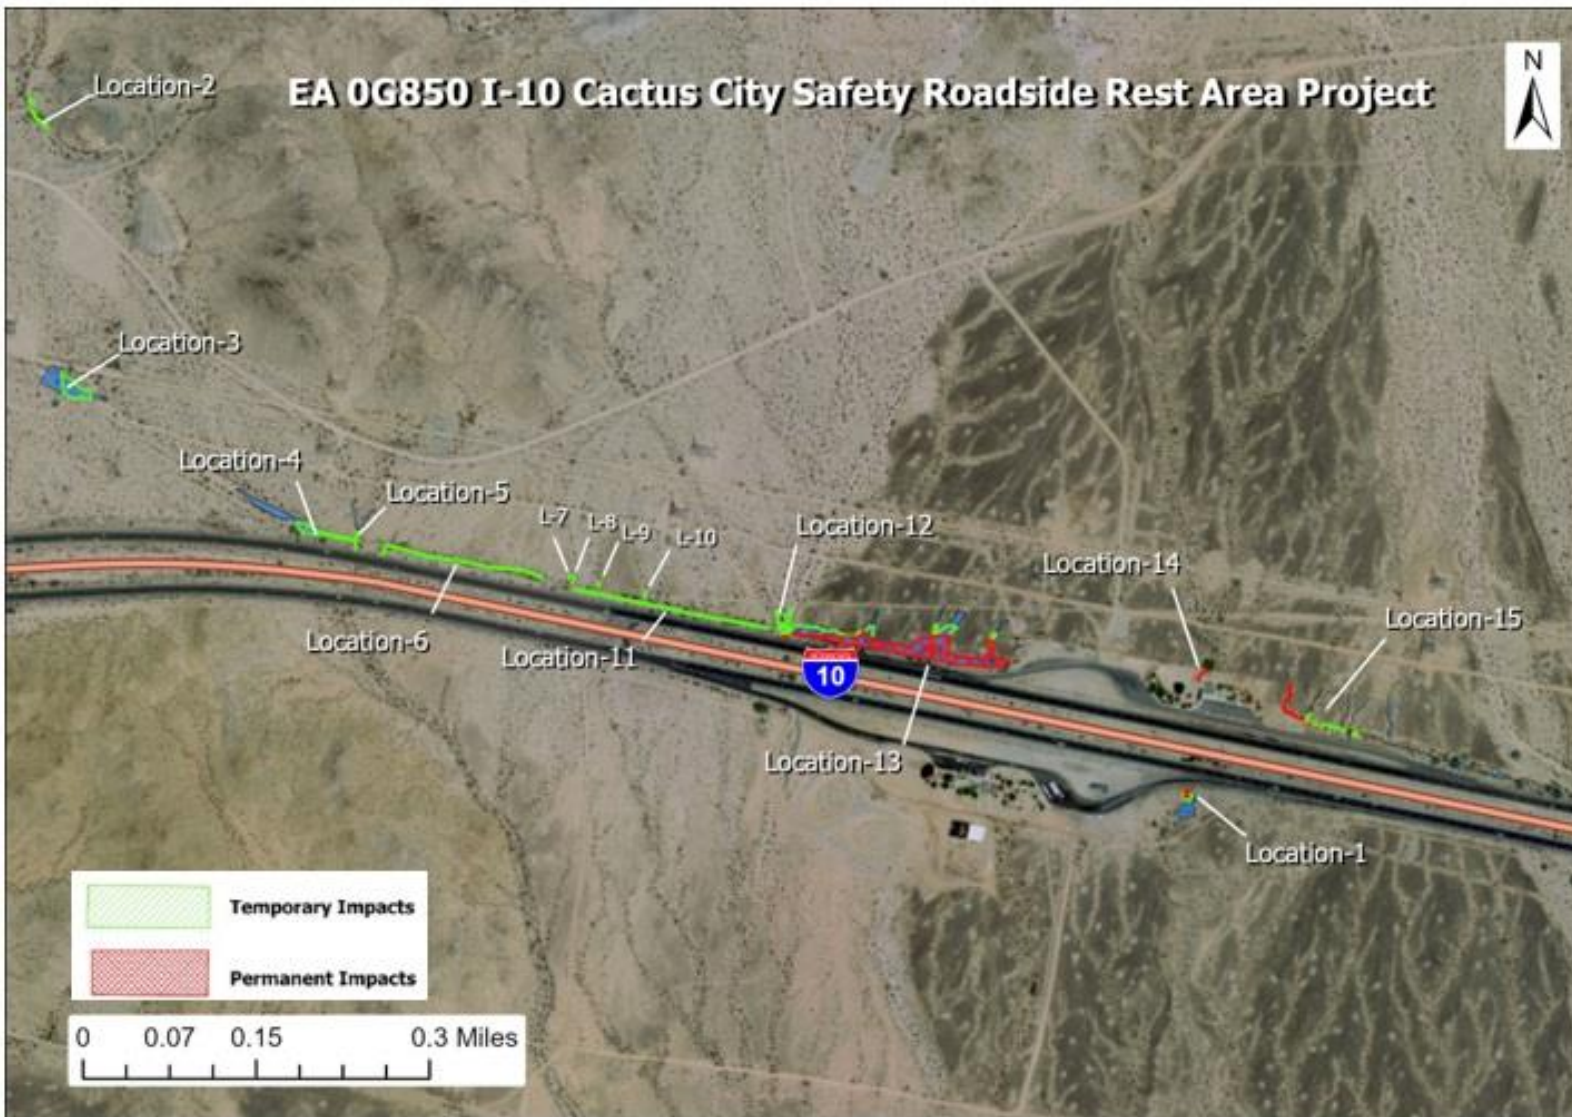 EA 0G850 I-10 Cactus City Safety Roadside Rest Area Project
N
Location-2
Location-3
Location-4
Location-5
L-7
L-8
L-9
L-10
Location-12
Location-14
Location-15
Location-6
Location-11
10
Location-13
Location-1
Temporary Impacts
Permanent Impacts
0 0.07 0.15 0.3 Miles